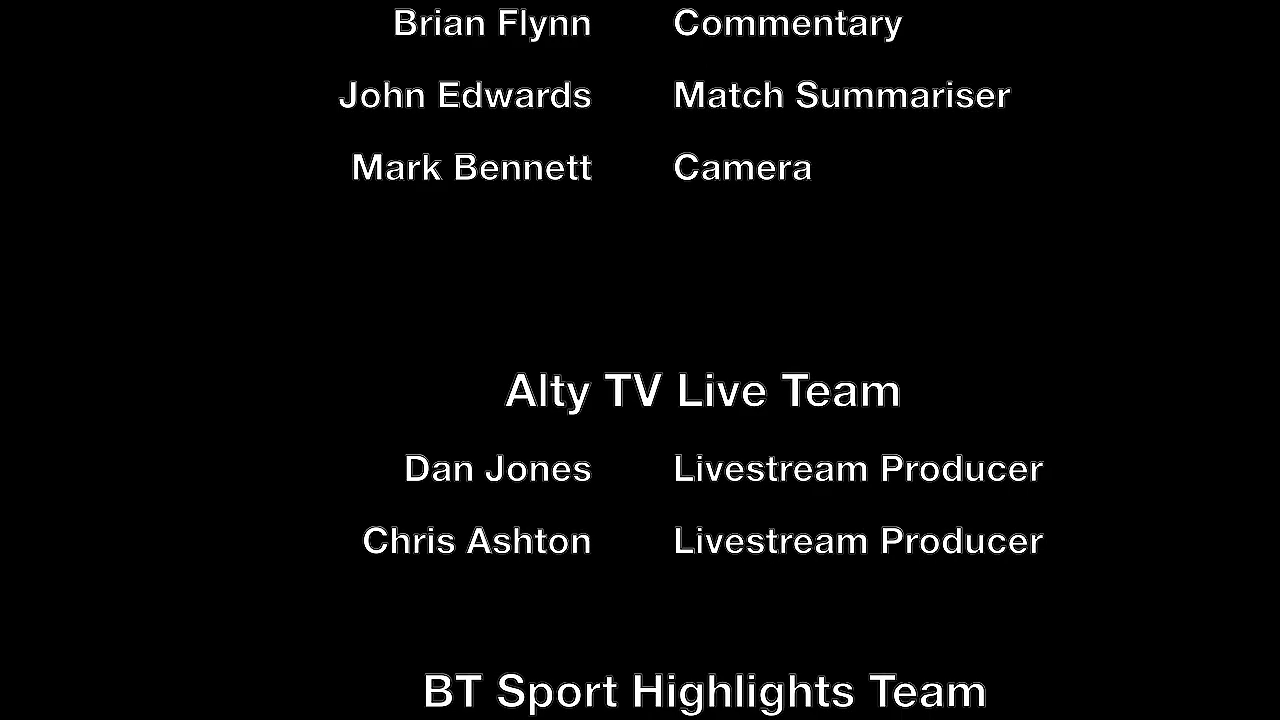 Brian Flynn Commentary
John Edwards Match Summariser
Mark Bennett Camera
Alty TV Live Team
Dan Jones Livestream Producer
Chris Ashton Livestream Producer
BT Sport Highlights Team